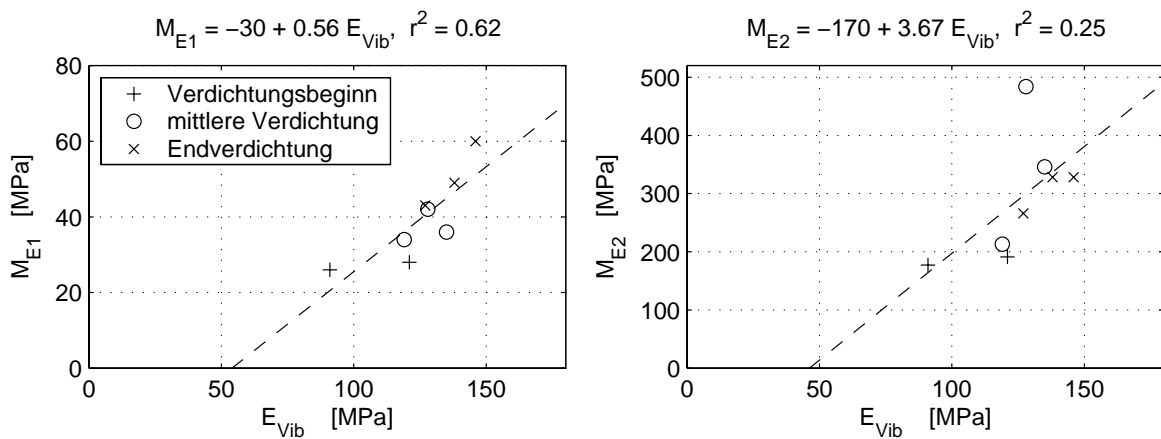 M_E1 = −30 + 0.56 E_Vib, r² = 0.62
80
60
40
20
0
M_E1 [MPa]
+ Verdichtungsbeginn
○ mittlere Verdichtung
× Endverdichtung
0 50 100 150
E_Vib [MPa]
M_E2 = −170 + 3.67 E_Vib, r² = 0.25
500
400
300
200
100
0
M_E2 [MPa]
0 50 100 150
E_Vib [MPa]